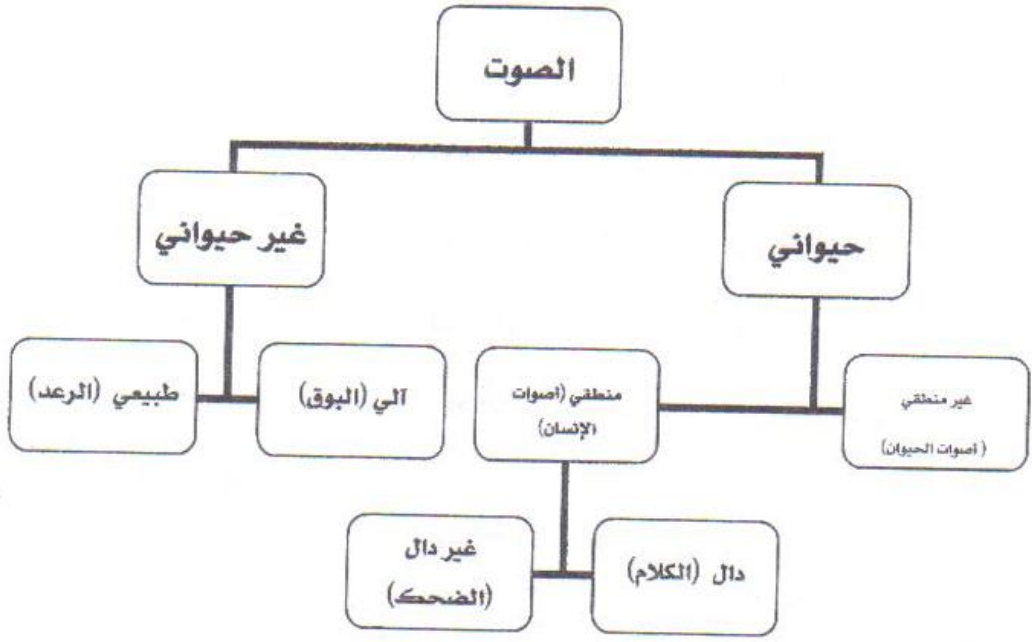 الصوت
حيواني
غير حيواني
غير منطقي
(أصوات الحيوان)
منطقي (أصوات
الإنسان)
آلي (البوق)
طبيعي (الرعد)
دال (الكلام)
غير دال
(الضحك)